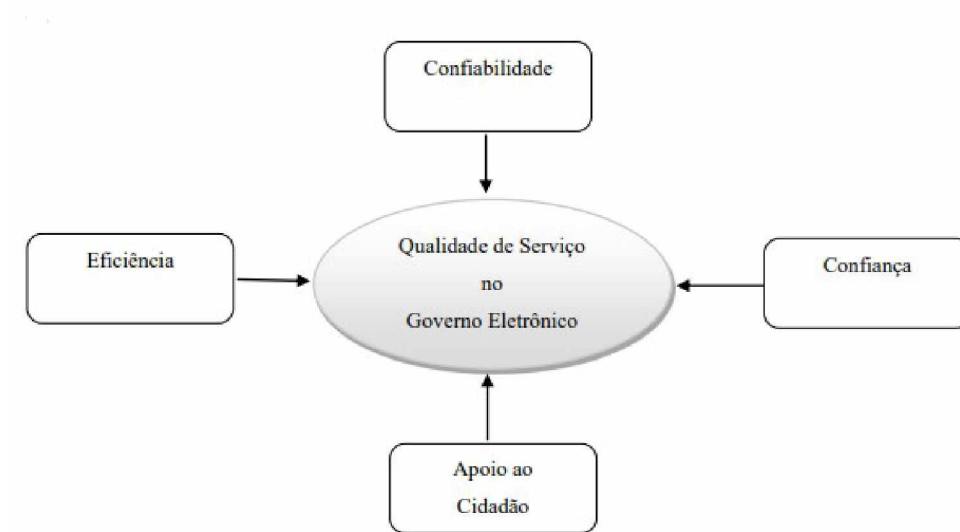 Confiabilidade
Eficiência
Qualidade de Serviço
no
Governo Eletrônico
Confiança
Apoio ao
Cidadão